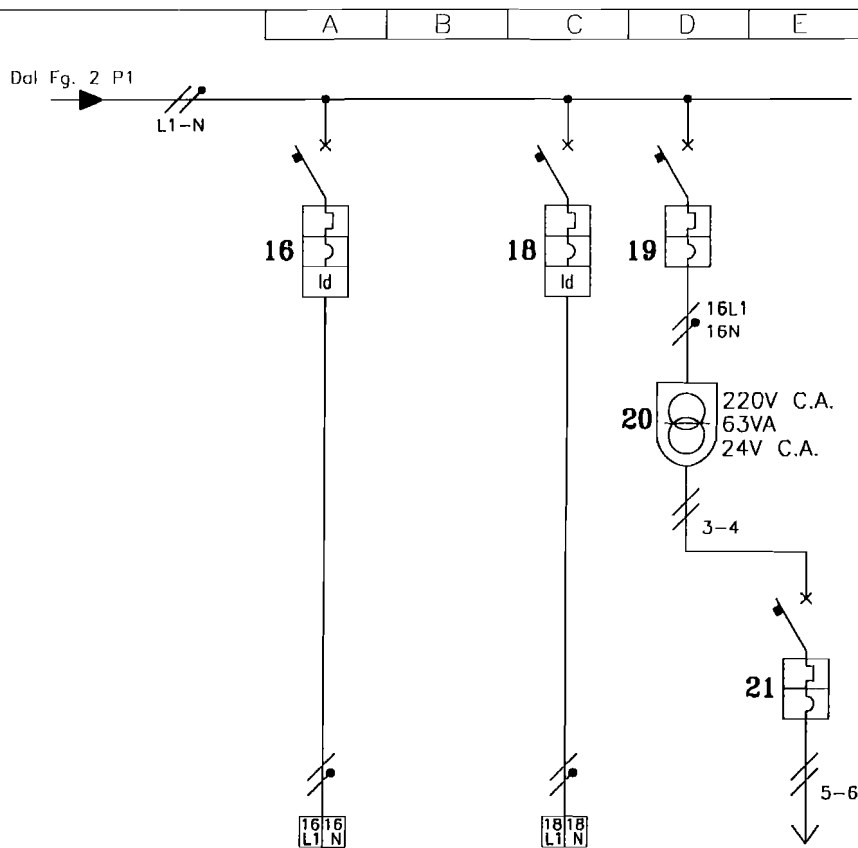 A B C D E
Dal Fg. 2 P1
L1-N
16
Id
18
Id
19
16L1
16N
20
220V C.A.
63VA
24V C.A.
3-4
21
5-6
16 16
L1 N
18 18
L1 N